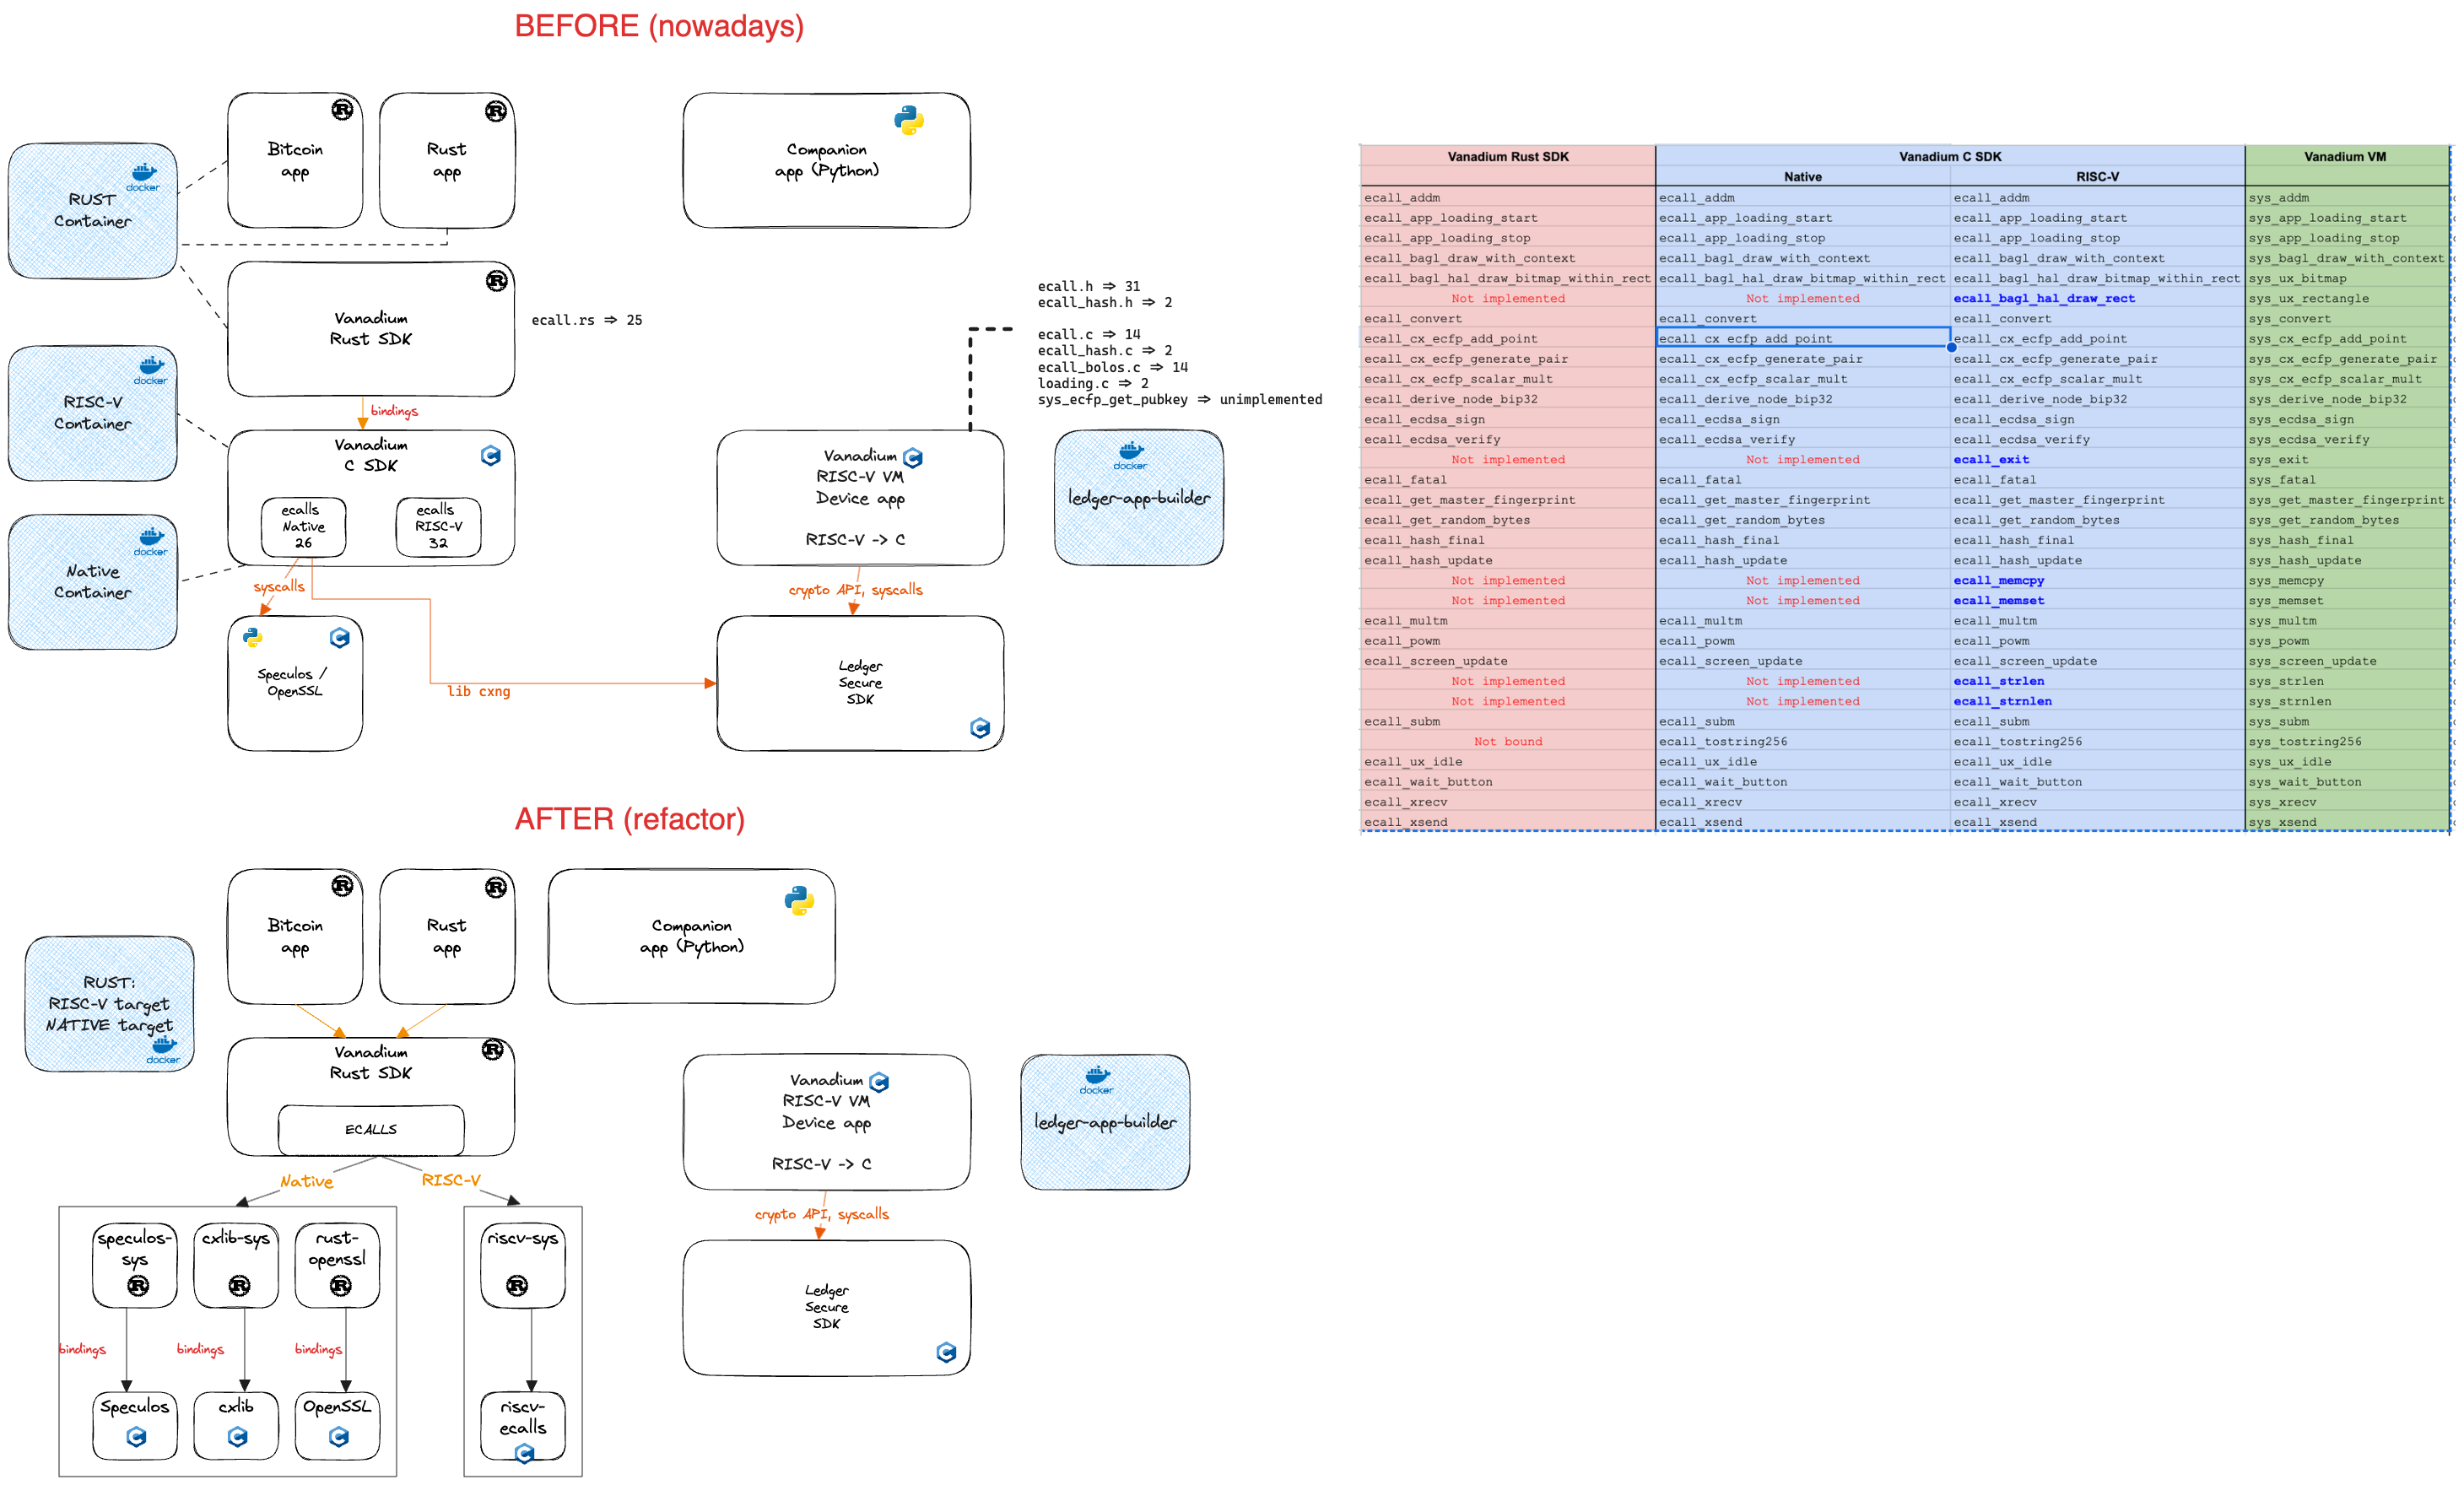 BEFORE (nowadays)
docker
RUST
Container
Bitcoin
app
Rust
app
Companion
app (Python)
Vanadium
Rust SDK
ecall.rs => 25
bindings
docker
RISC-V
Container
Vanadium
C SDK
ecalls
Native
26
ecalls
RISC-V
32
docker
Native
Container
syscalls
Speculos /
OpenSSL
lib cxng
ecall.h => 31
ecall_hash.h => 2
ecall.c => 14
ecall_hash.c => 2
ecall_bolos.c => 14
loading.c => 2
sys_ecfp_get_pubkey => unimplemented
Vanadium
RISC-V VM
Device app
RISC-V -> C
docker
ledger-app-builder
crypto API, syscalls
Ledger
Secure
SDK
Vanadium Rust SDK Vanadium C SDK Vanadium VM
Native RISC-V
ecall_addm ecall_addm ecall_addm sys_addm
ecall_app_loading_start ecall_app_loading_start ecall_app_loading_start sys_app_loading_start
ecall_app_loading_stop ecall_app_loading_stop ecall_app_loading_stop sys_app_loading_stop
ecall_bagl_draw_with_context ecall_bagl_draw_with_context ecall_bagl_draw_with_context sys_bagl_draw_with_context
ecall_bagl_hal_draw_bitmap_within_rect ecall_bagl_hal_draw_bitmap_within_rect ecall_bagl_hal_draw_bitmap_within_rect sys_ux_bitmap
Not implemented Not implemented ecall_bagl_hal_draw_rect sys_ux_rectangle
ecall_convert ecall_convert ecall_convert sys_convert
ecall_cx_ecfp_add_point ecall_cx_ecfp_add_point ecall_cx_ecfp_add_point sys_cx_ecfp_add_point
ecall_cx_ecfp_generate_pair ecall_cx_ecfp_generate_pair ecall_cx_ecfp_generate_pair sys_cx_ecfp_generate_pair
ecall_cx_ecfp_scalar_mult ecall_cx_ecfp_scalar_mult ecall_cx_ecfp_scalar_mult sys_cx_ecfp_scalar_mult
ecall_derive_node_bip32 ecall_derive_node_bip32 ecall_derive_node_bip32 sys_derive_node_bip32
ecall_ecdsa_sign ecall_ecdsa_sign ecall_ecdsa_sign sys_ecdsa_sign
ecall_ecdsa_verify ecall_ecdsa_verify ecall_ecdsa_verify sys_ecdsa_verify
Not implemented Not implemented ecall_exit sys_exit
ecall_fatal ecall_fatal ecall_fatal sys_fatal
ecall_get_master_fingerprint ecall_get_master_fingerprint ecall_get_master_fingerprint sys_get_master_fingerprint
ecall_get_random_bytes ecall_get_random_bytes ecall_get_random_bytes sys_get_random_bytes
ecall_hash_final ecall_hash_final ecall_hash_final sys_hash_final
ecall_hash_update ecall_hash_update ecall_hash_update sys_hash_update
Not implemented Not implemented ecall_memcpy sys_memcpy
Not implemented Not implemented ecall_memset sys_memset
ecall_multm ecall_multm ecall_multm sys_multm
ecall_powm ecall_powm ecall_powm sys_powm
ecall_screen_update ecall_screen_update ecall_screen_update sys_screen_update
Not implemented Not implemented ecall_strlen sys_strlen
Not implemented Not implemented ecall_strnlen sys_strnlen
ecall_subm ecall_subm ecall_subm sys_subm
Not bound ecall_tostring256 ecall_tostring256 sys_tostring256
ecall_ux_idle ecall_ux_idle ecall_ux_idle sys_ux_idle
ecall_wait_button ecall_wait_button ecall_wait_button sys_wait_button
ecall_xrecv ecall_xrecv ecall_xrecv sys_xrecv
ecall_xsend ecall_xsend ecall_xsend sys_xsend
AFTER (refactor)
Bitcoin
app
Rust
app
Companion
app (Python)
RUST:
RISC-V target
NATIVE target
docker
Vanadium
Rust SDK
ECALLS
Native
RISC-V
speculos-
sys
cxlib-sys
rust-
openssl
riscv-sys
bindings
bindings
bindings
Speculos
cxlib
OpenSSL
riscv-
ecalls
Vanadium
RISC-V VM
Device app
RISC-V -> C
docker
ledger-app-builder
crypto API, syscalls
Ledger
Secure
SDK